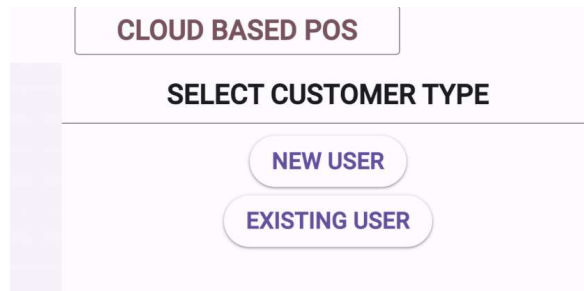 CLOUD BASED POS
SELECT CUSTOMER TYPE
NEW USER
EXISTING USER